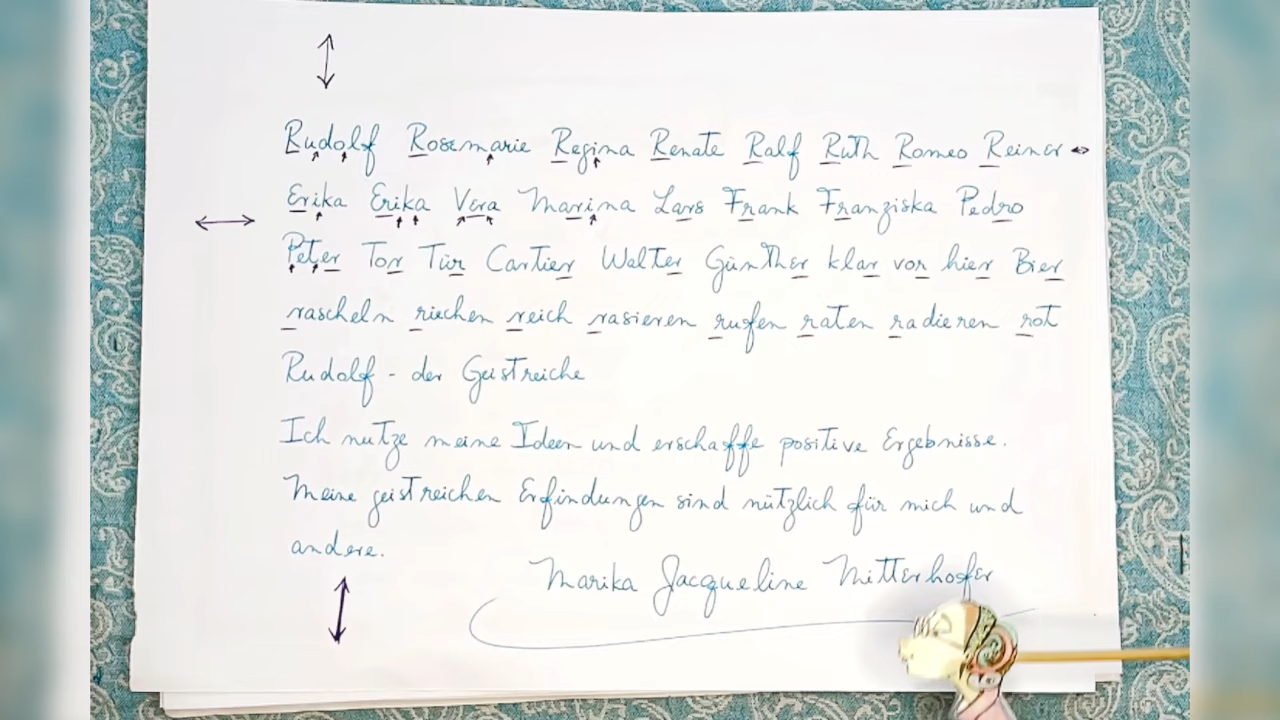 Rudolf Rosemarie Regina Renate Ralf Ruth Romeo Reiner
Erika Erika Vera Marina Lars Frank Franziska Pedro
Peter Tor Tür Cartier Walter Günther klar vor hier Bier
rascheln riechen reich rasieren rufen raten radieren rot
Rudolf - der Geistreiche
Ich nutze meine Ideen und erschaffe positive Ergebnisse.
Meine geistreichen Erfindungen sind nützlich für mich und
andere.
Marika Jacqueline Mitterhofer